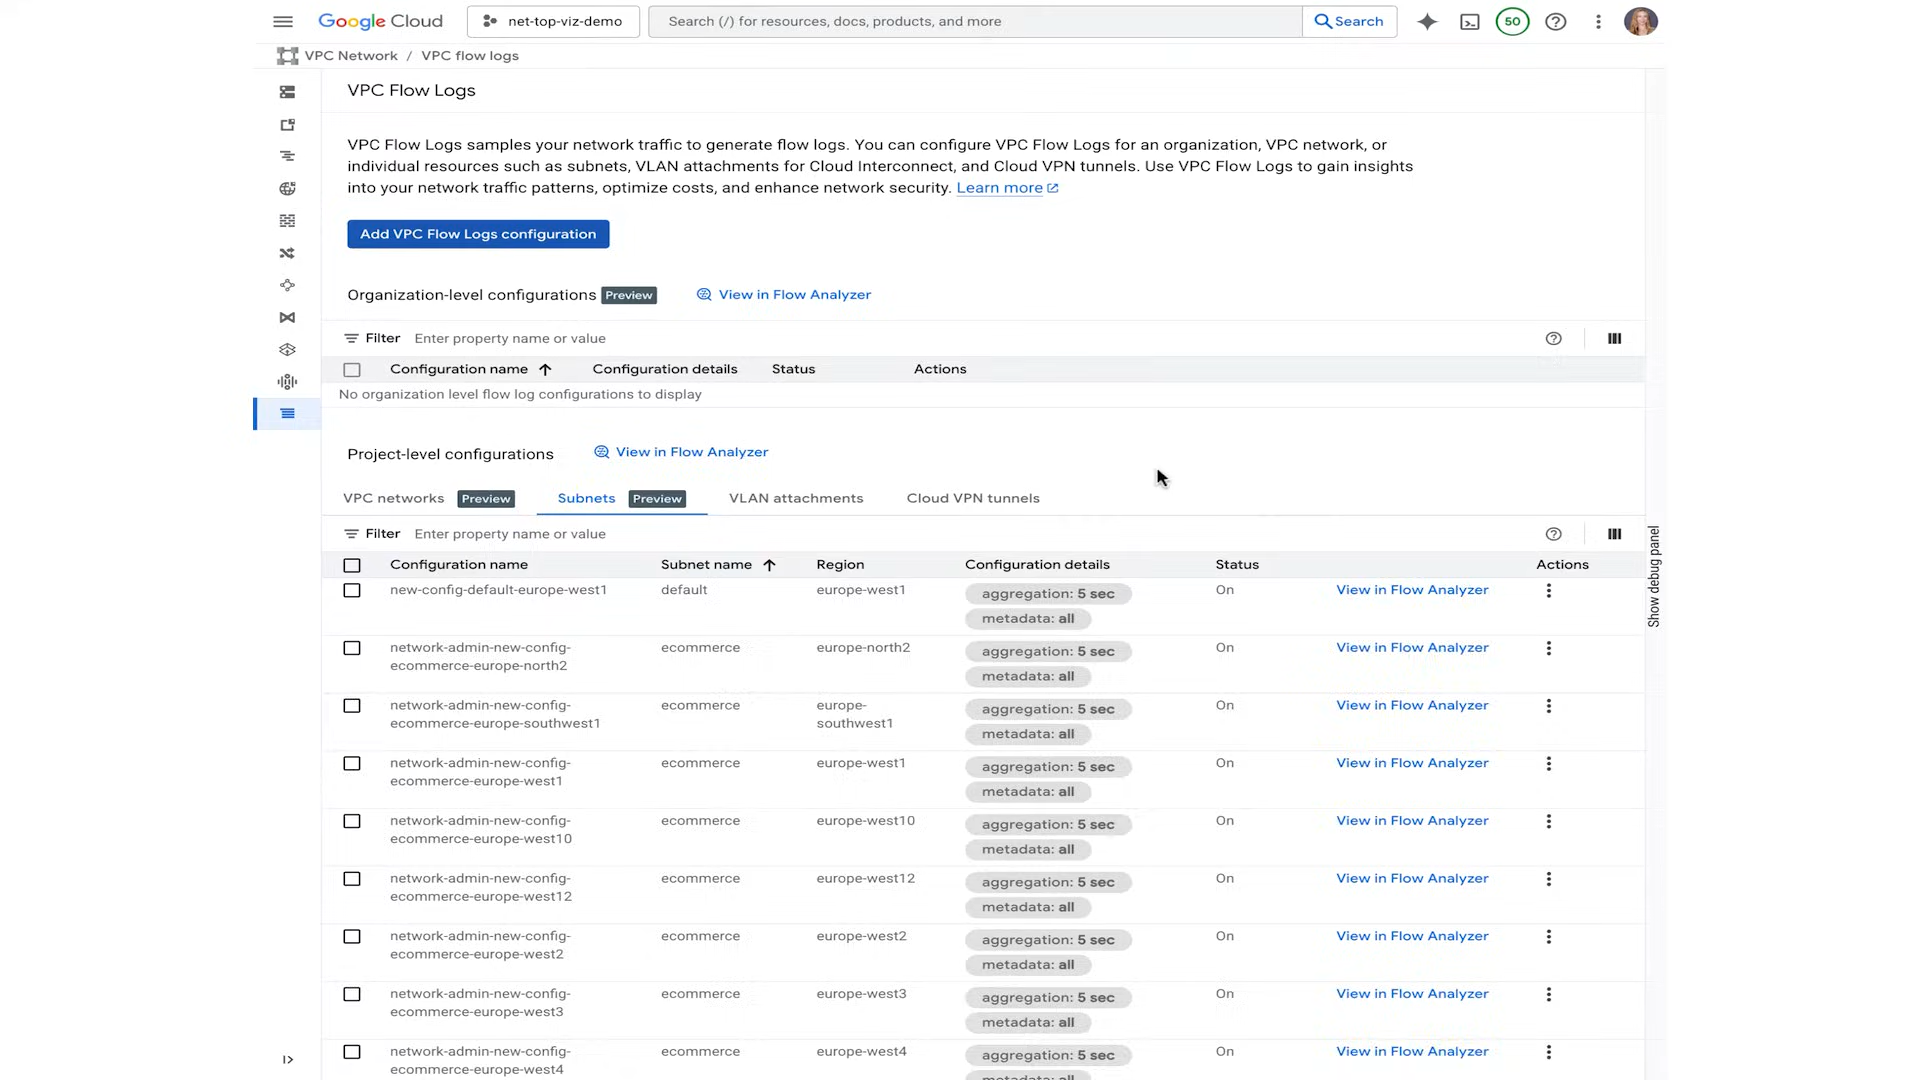 Google Cloud
net-top-viz-demo
Search (/) for resources, docs, products, and more
Search
50
VPC Network / VPC flow logs
VPC Flow Logs
VPC Flow Logs samples your network traffic to generate flow logs. You can configure VPC Flow Logs for an organization, VPC network, or
individual resources such as subnets, VLAN attachments for Cloud Interconnect, and Cloud VPN tunnels. Use VPC Flow Logs to gain insights
into your network traffic patterns, optimize costs, and enhance network security. Learn more
Add VPC Flow Logs configuration
Organization-level configurations Preview View in Flow Analyzer
Filter Enter property name or value
Configuration name Configuration details Status Actions
No organization level flow log configurations to display
Project-level configurations View in Flow Analyzer
VPC networks Preview Subnets Preview VLAN attachments Cloud VPN tunnels
Filter Enter property name or value
Show debug panel
Configuration name Subnet name Region Configuration details Status Actions
new-config-default-europe-west1 default europe-west1 aggregation: 5 sec On View in Flow Analyzer
metadata: all
network-admin-new-config- ecommerce europe-north2 aggregation: 5 sec On View in Flow Analyzer
ecommerce-europe-north2 metadata: all
network-admin-new-config- ecommerce europe- aggregation: 5 sec On View in Flow Analyzer
ecommerce-europe-southwest1 southwest1 metadata: all
network-admin-new-config- ecommerce europe-west1 aggregation: 5 sec On View in Flow Analyzer
ecommerce-europe-west1 metadata: all
network-admin-new-config- ecommerce europe-west10 aggregation: 5 sec On View in Flow Analyzer
ecommerce-europe-west10 metadata: all
network-admin-new-config- ecommerce europe-west12 aggregation: 5 sec On View in Flow Analyzer
ecommerce-europe-west12 metadata: all
network-admin-new-config- ecommerce europe-west2 aggregation: 5 sec On View in Flow Analyzer
ecommerce-europe-west2 metadata: all
network-admin-new-config- ecommerce europe-west3 aggregation: 5 sec On View in Flow Analyzer
ecommerce-europe-west3 metadata: all
network-admin-new-config- ecommerce europe-west4 aggregation: 5 sec On View in Flow Analyzer
ecommerce-europe-west4 metadata: all